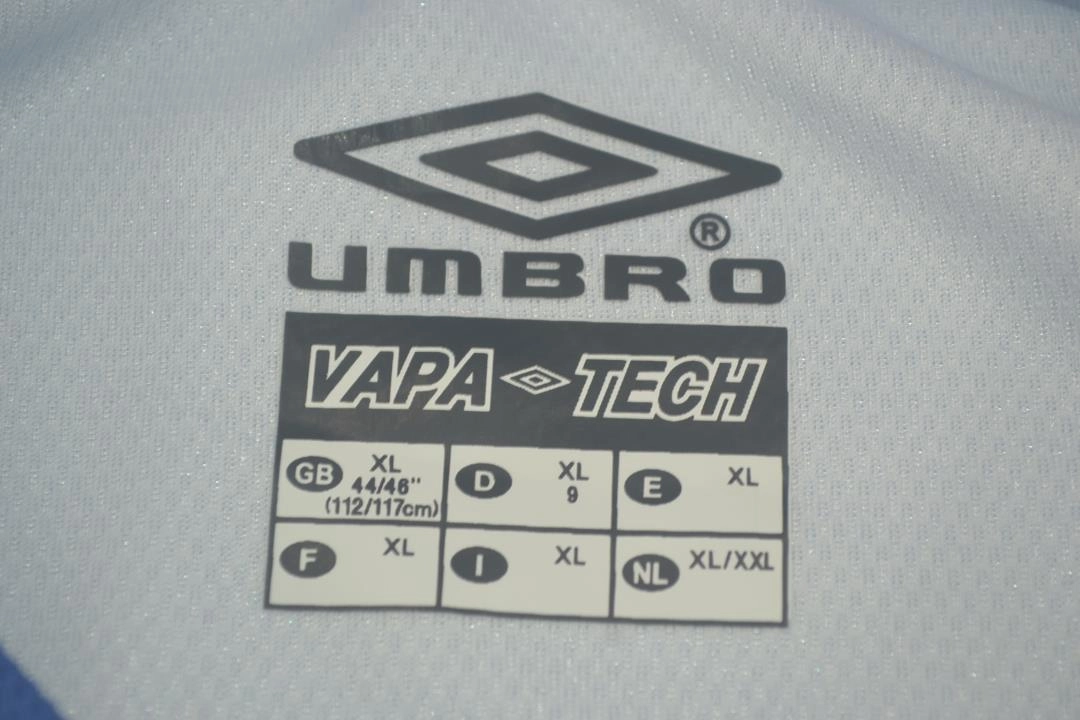 UMBRO®
VAPA TECH
GB XL
44/46"
(112/117cm)
D XL
9
E XL
F XL
I XL
NL XL/XXL